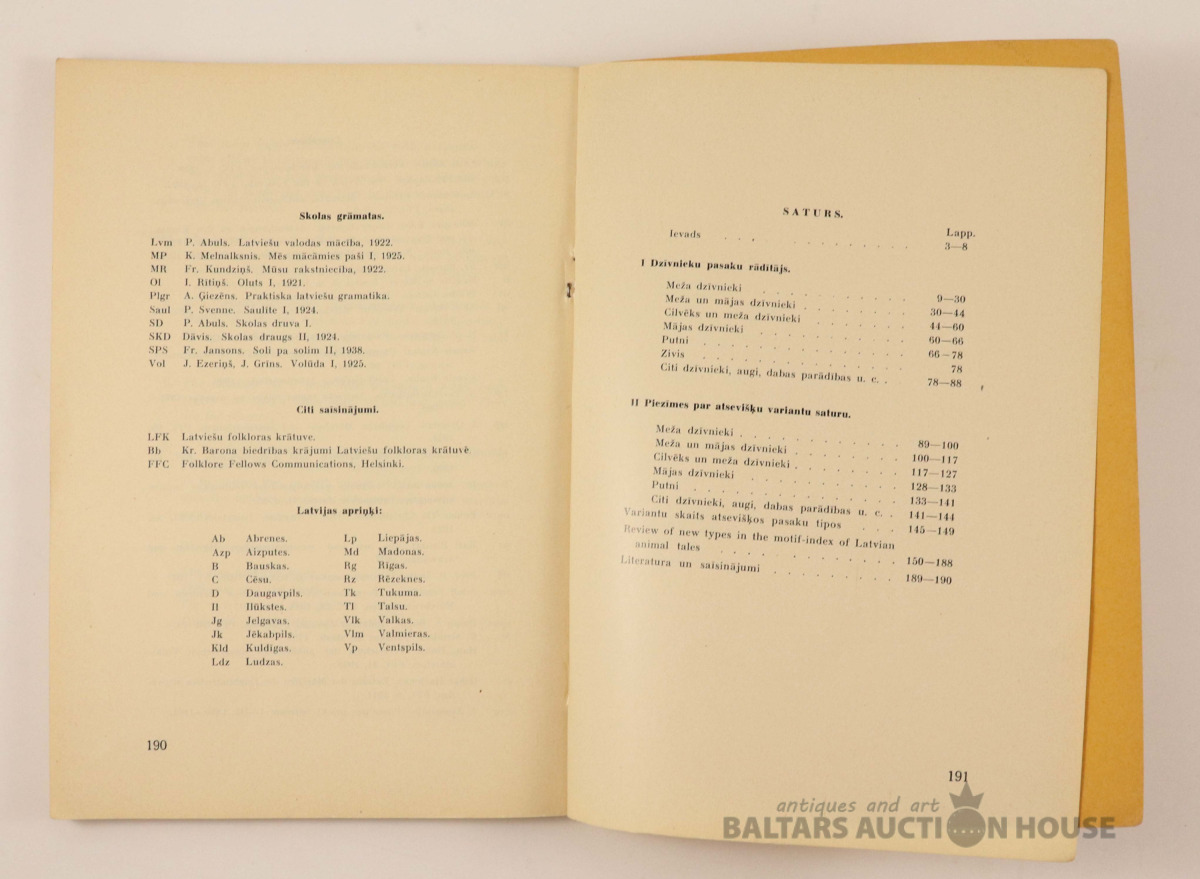 Skolas grāmatas.
Lvm P. Abuls. Latviešu valodas mācība, 1922.
MP K. Melnalksnis. Mēs mācāmies paši I, 1925.
MR Fr. Kundziņš. Mūsu rakstniecība, 1922.
Ol I. Rītiņš. Oluts I, 1921.
Plgr A. Ģiezēns. Praktiska latviešu gramatika.
Saul P. Svenne. Saulīte I, 1924.
SD P. Abuls. Skolas druva I.
SKD Dāvis. Skolas draugs II, 1924.
SPS Fr. Jansons. Soli pa solim II, 1938.
Vol J. Ezeriņš, J. Grīns. Volūda I, 1925.
Citi saīsinājumi.
LFK Latviešu folkloras krātuve.
Bb Kr. Barona biedrības krājumi Latviešu folkloras krātuvē.
FFC Folklore Fellows Communications, Helsinki.
Latvijas apriņķi:
Ab Abrenes. Lp Liepājas.
Azp Aizputes. Md Madonas.
B Bauskas. Rg Rīgas.
C Cēsu. Rz Rēzeknes.
D Daugavpils. Tk Tukuma.
Il Ilūkstes. Tl Talsu.
Jg Jelgavas. Vlk Valkas.
Jk Jēkabpils. Vlm Valmieras.
Kld Kuldīgas. Vp Ventspils.
Ldz Ludzas.
190
SATURS.
Lapp.
Ievads . . . . . . . . . . . 3—8
I Dzīvnieku pasaku rādītājs.
Meža dzīvnieki . . . . . . . . . 9—30
Meža un mājas dzīvnieki . . . . . . . 30—44
Cilvēks un meža dzīvnieki . . . . . . . 44—60
Mājas dzīvnieki . . . . . . . . . 60—66
Putni . . . . . . . . . . . . 66—78
Zivis . . . . . . . . . . . . 78
Citi dzīvnieki, augi, dabas parādības u. c. . 78—88
II Piezīmes par atsevišķu variantu saturu.
Meža dzīvnieki . . . . . . . . . 89—100
Meža un mājas dzīvnieki . . . . . . . 100—117
Cilvēks un meža dzīvnieki . . . . . . . 117—127
Mājas dzīvnieki . . . . . . . . . 128—133
Putni . . . . . . . . . . . . 133—141
Citi dzīvnieki, augi, dabas parādības u. c. . 141—144
Variantu skaits atsevišķos pasaku tipos . . . 145—149
Review of new types in the motif-index of Latvian
animal tales . . . . . . . . . . 150—188
Literatura un saīsinājumi . . . . . . . 189—190
191
antiques and art
BALTARS AUCTION HOUSE